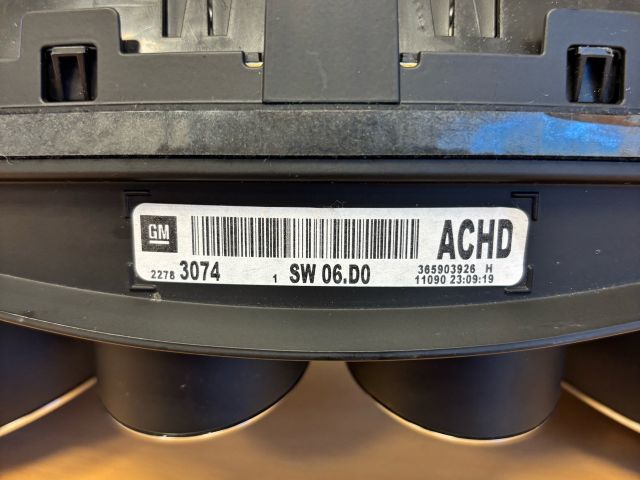 GM
ACHD
2278 3074 1 SW 06.D0
365903926 H
11090 23:09:19